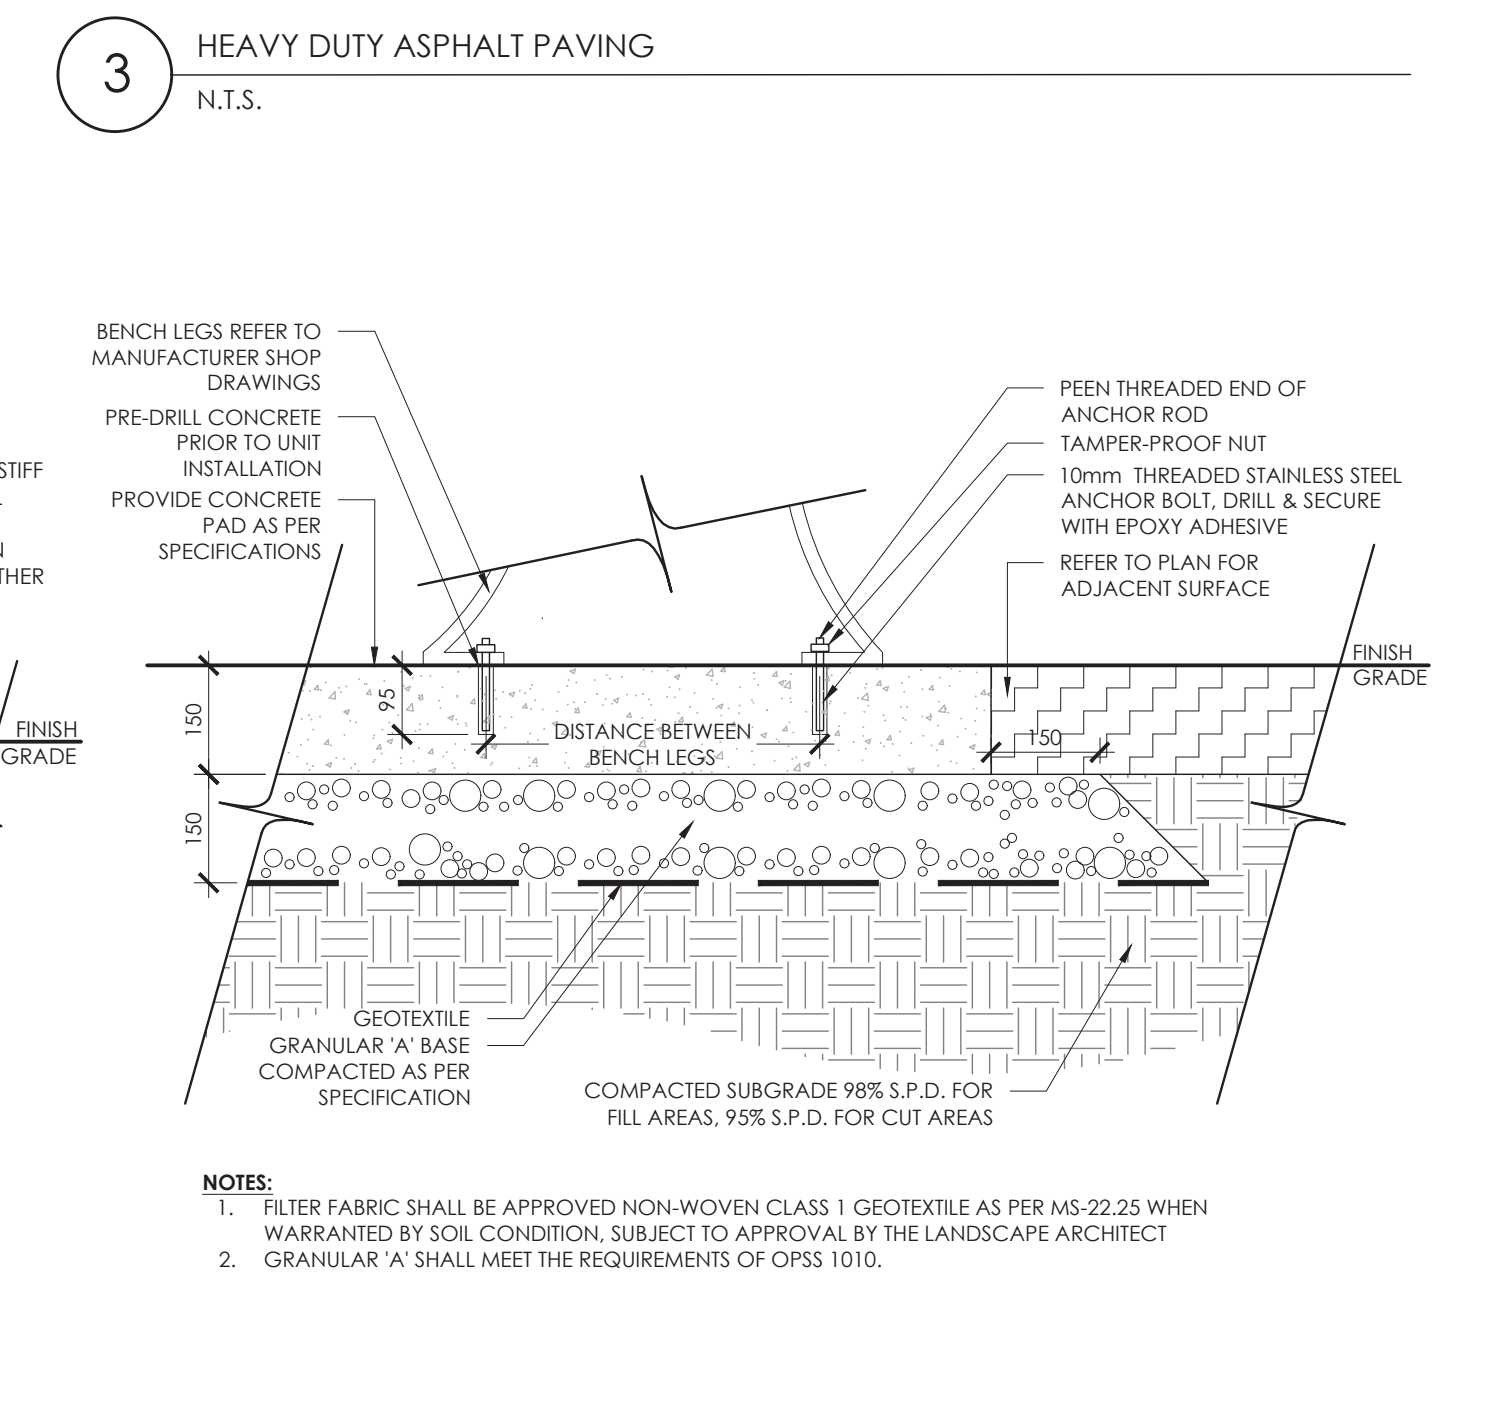 3
HEAVY DUTY ASPHALT PAVING
N.T.S.
BENCH LEGS REFER TO
MANUFACTURER SHOP
DRAWINGS
PRE-DRILL CONCRETE
PRIOR TO UNIT
INSTALLATION
PROVIDE CONCRETE
PAD AS PER
SPECIFICATIONS
STIFF
N
THER
FINISH
GRADE
PEEN THREADED END OF
ANCHOR ROD
TAMPER-PROOF NUT
10mm THREADED STAINLESS STEEL
ANCHOR BOLT, DRILL & SECURE
WITH EPOXY ADHESIVE
REFER TO PLAN FOR
ADJACENT SURFACE
FINISH
GRADE
150
95
DISTANCE BETWEEN
BENCH LEGS
150
150
GEOTEXTILE
GRANULAR 'A' BASE
COMPACTED AS PER
SPECIFICATION
COMPACTED SUBGRADE 98% S.P.D. FOR
FILL AREAS, 95% S.P.D. FOR CUT AREAS
NOTES:
1. FILTER FABRIC SHALL BE APPROVED NON-WOVEN CLASS 1 GEOTEXTILE AS PER MS-22.25 WHEN
WARRANTED BY SOIL CONDITION, SUBJECT TO APPROVAL BY THE LANDSCAPE ARCHITECT
2. GRANULAR 'A' SHALL MEET THE REQUIREMENTS OF OPSS 1010.